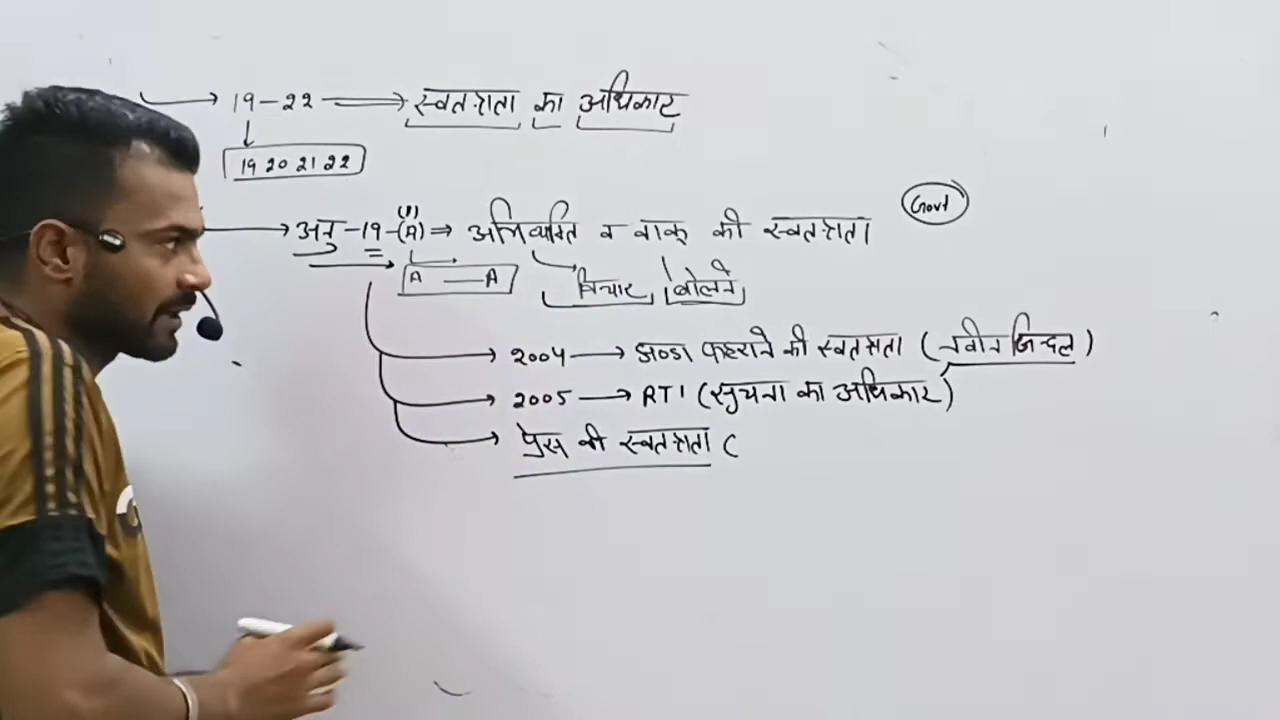 19-22 ⟹ स्वतंत्रता का अधिकार
19 20 21 22
Govt
अनु-19-(1)(A) ⇒ अभिव्यक्ति व वाक् की स्वतंत्रता
A — A विचार बोलने
→ 2004 → झण्डा फहराने की स्वतंत्रता (नवीन जिन्दल)
→ 2005 → RTI (सूचना का अधिकार)
→ प्रेस की स्वतंत्रता (